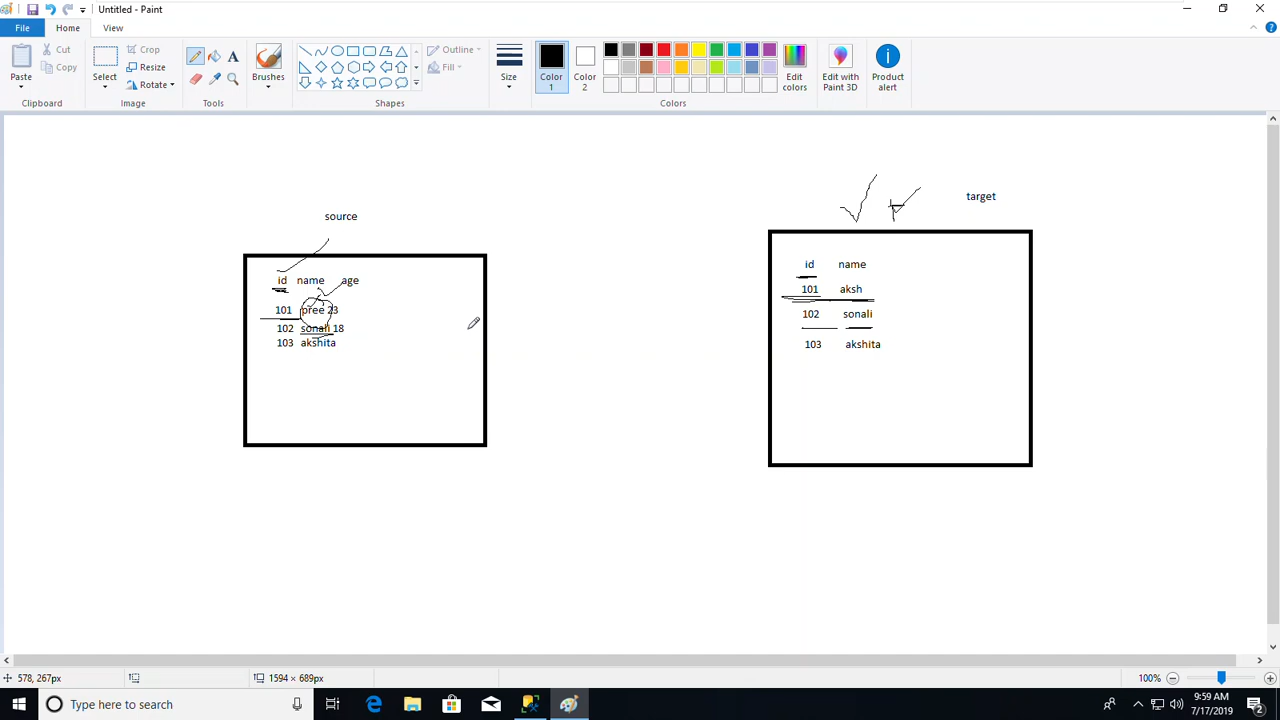 Untitled - Paint
File Home View
Paste
Cut
Copy
Clipboard
Select
Crop
Resize
Rotate
Image
Tools
Brushes
Shapes
Outline
Fill
Size
Color 1
Color 2
Edit colors
Colors
Edit with Paint 3D
Product alert
source
id name age
101 pree 23
102 sonali 18
103 akshita
target
id name
101 aksh
102 sonali
103 akshita
578, 267px
1594 × 689px
100%
Type here to search
9:59 AM
7/17/2019
2